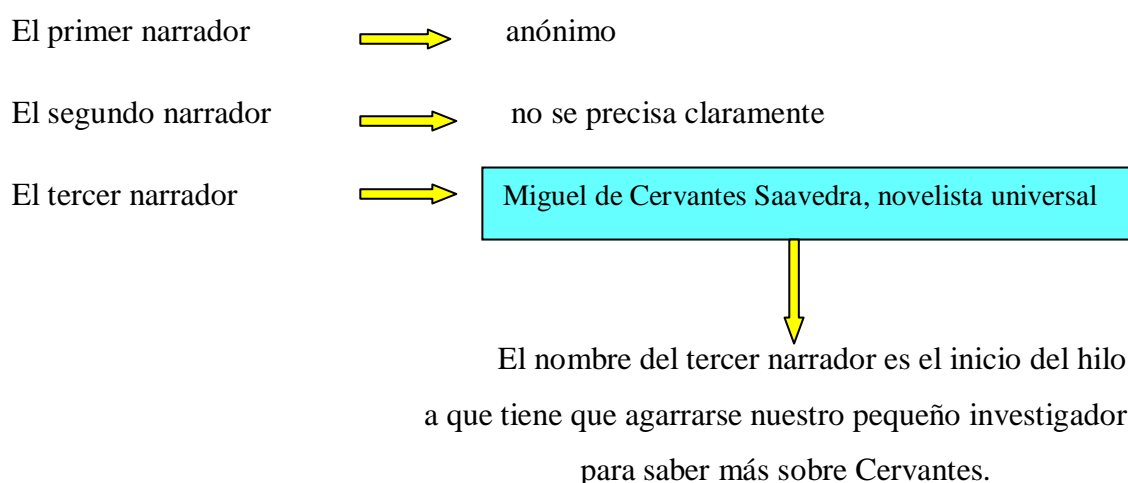 El primer narrador anónimo
El segundo narrador no se precisa claramente
El tercer narrador Miguel de Cervantes Saavedra, novelista universal
El nombre del tercer narrador es el inicio del hilo
a que tiene que agarrarse nuestro pequeño investigador
para saber más sobre Cervantes.